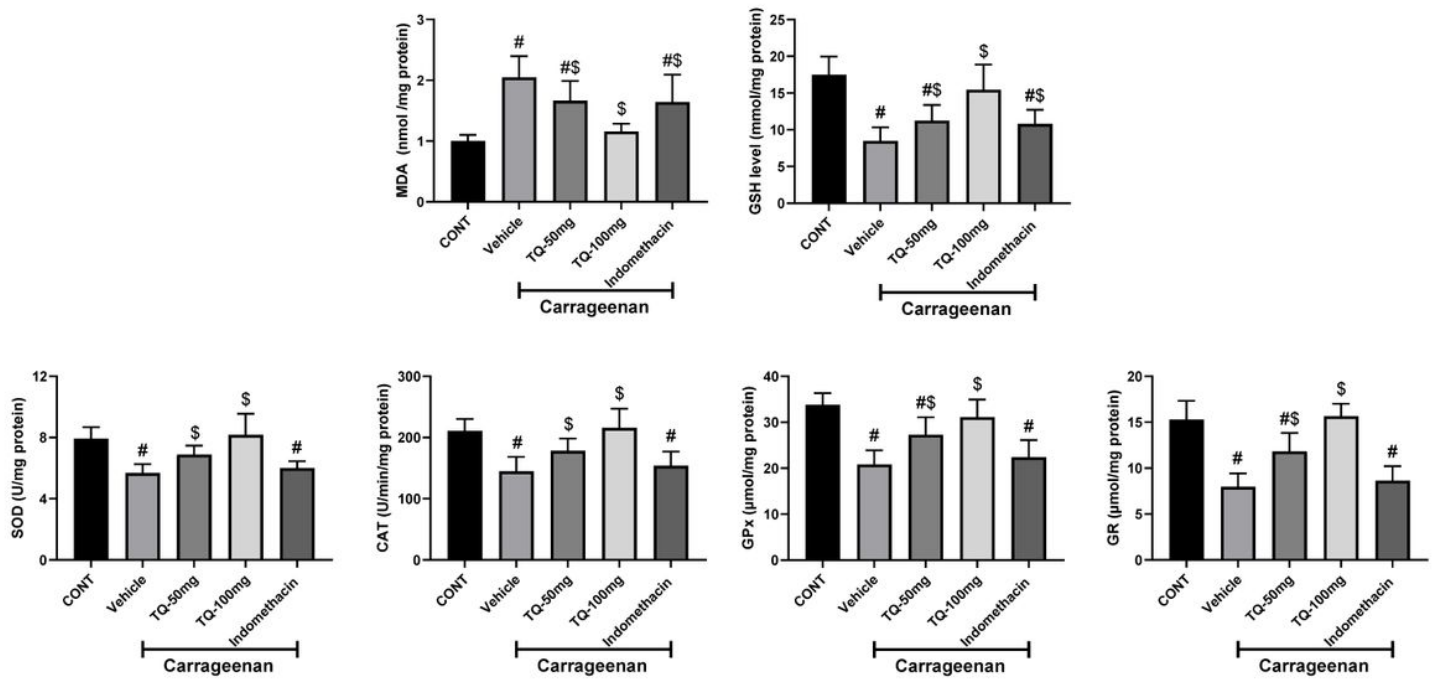 MDA (nmol /mg protein)
3
2
1
0
#
#$
$
#$
CONT
Vehicle
TQ-50mg
TQ-100mg
Indomethacin
Carrageenan
GSH level (mmol/mg protein)
25
20
15
10
5
0
#
#$
$
#$
CONT
Vehicle
TQ-50mg
TQ-100mg
Indomethacin
Carrageenan
SOD (U/mg protein)
12
8
4
0
#
$
$
#
CONT
Vehicle
TQ-50mg
TQ-100mg
Indomethacin
Carrageenan
CAT (U/min/mg protein)
300
200
100
0
#
$
$
#
CONT
Vehicle
TQ-50mg
TQ-100mg
Indomethacin
Carrageenan
GPx (µmol/mg protein)
40
30
20
10
0
#
#$
$
#
CONT
Vehicle
TQ-50mg
TQ-100mg
Indomethacin
Carrageenan
GR (µmol/mg protein)
20
15
10
5
0
#
#$
$
#
CONT
Vehicle
TQ-50mg
TQ-100mg
Indomethacin
Carrageenan